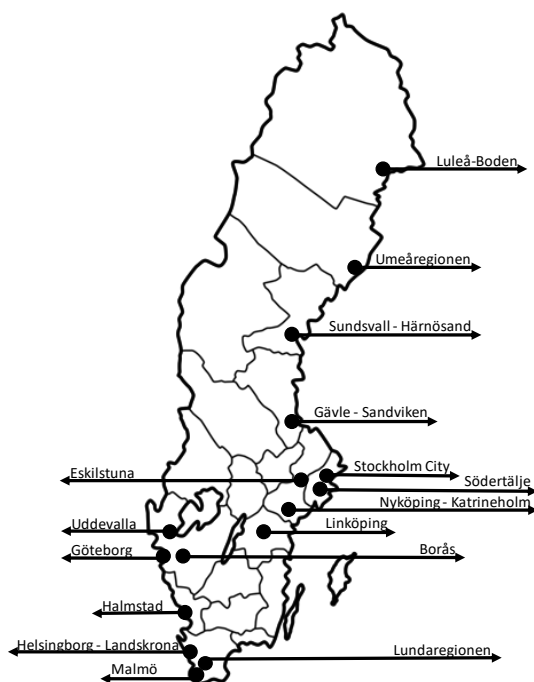 Luleå-Boden
Umeåregionen
Sundsvall - Härnösand
Gävle - Sandviken
Stockholm City
Eskilstuna
Södertälje
Nyköping - Katrineholm
Uddevalla
Linköping
Göteborg
Borås
Halmstad
Helsingborg - Landskrona
Lundaregionen
Malmö